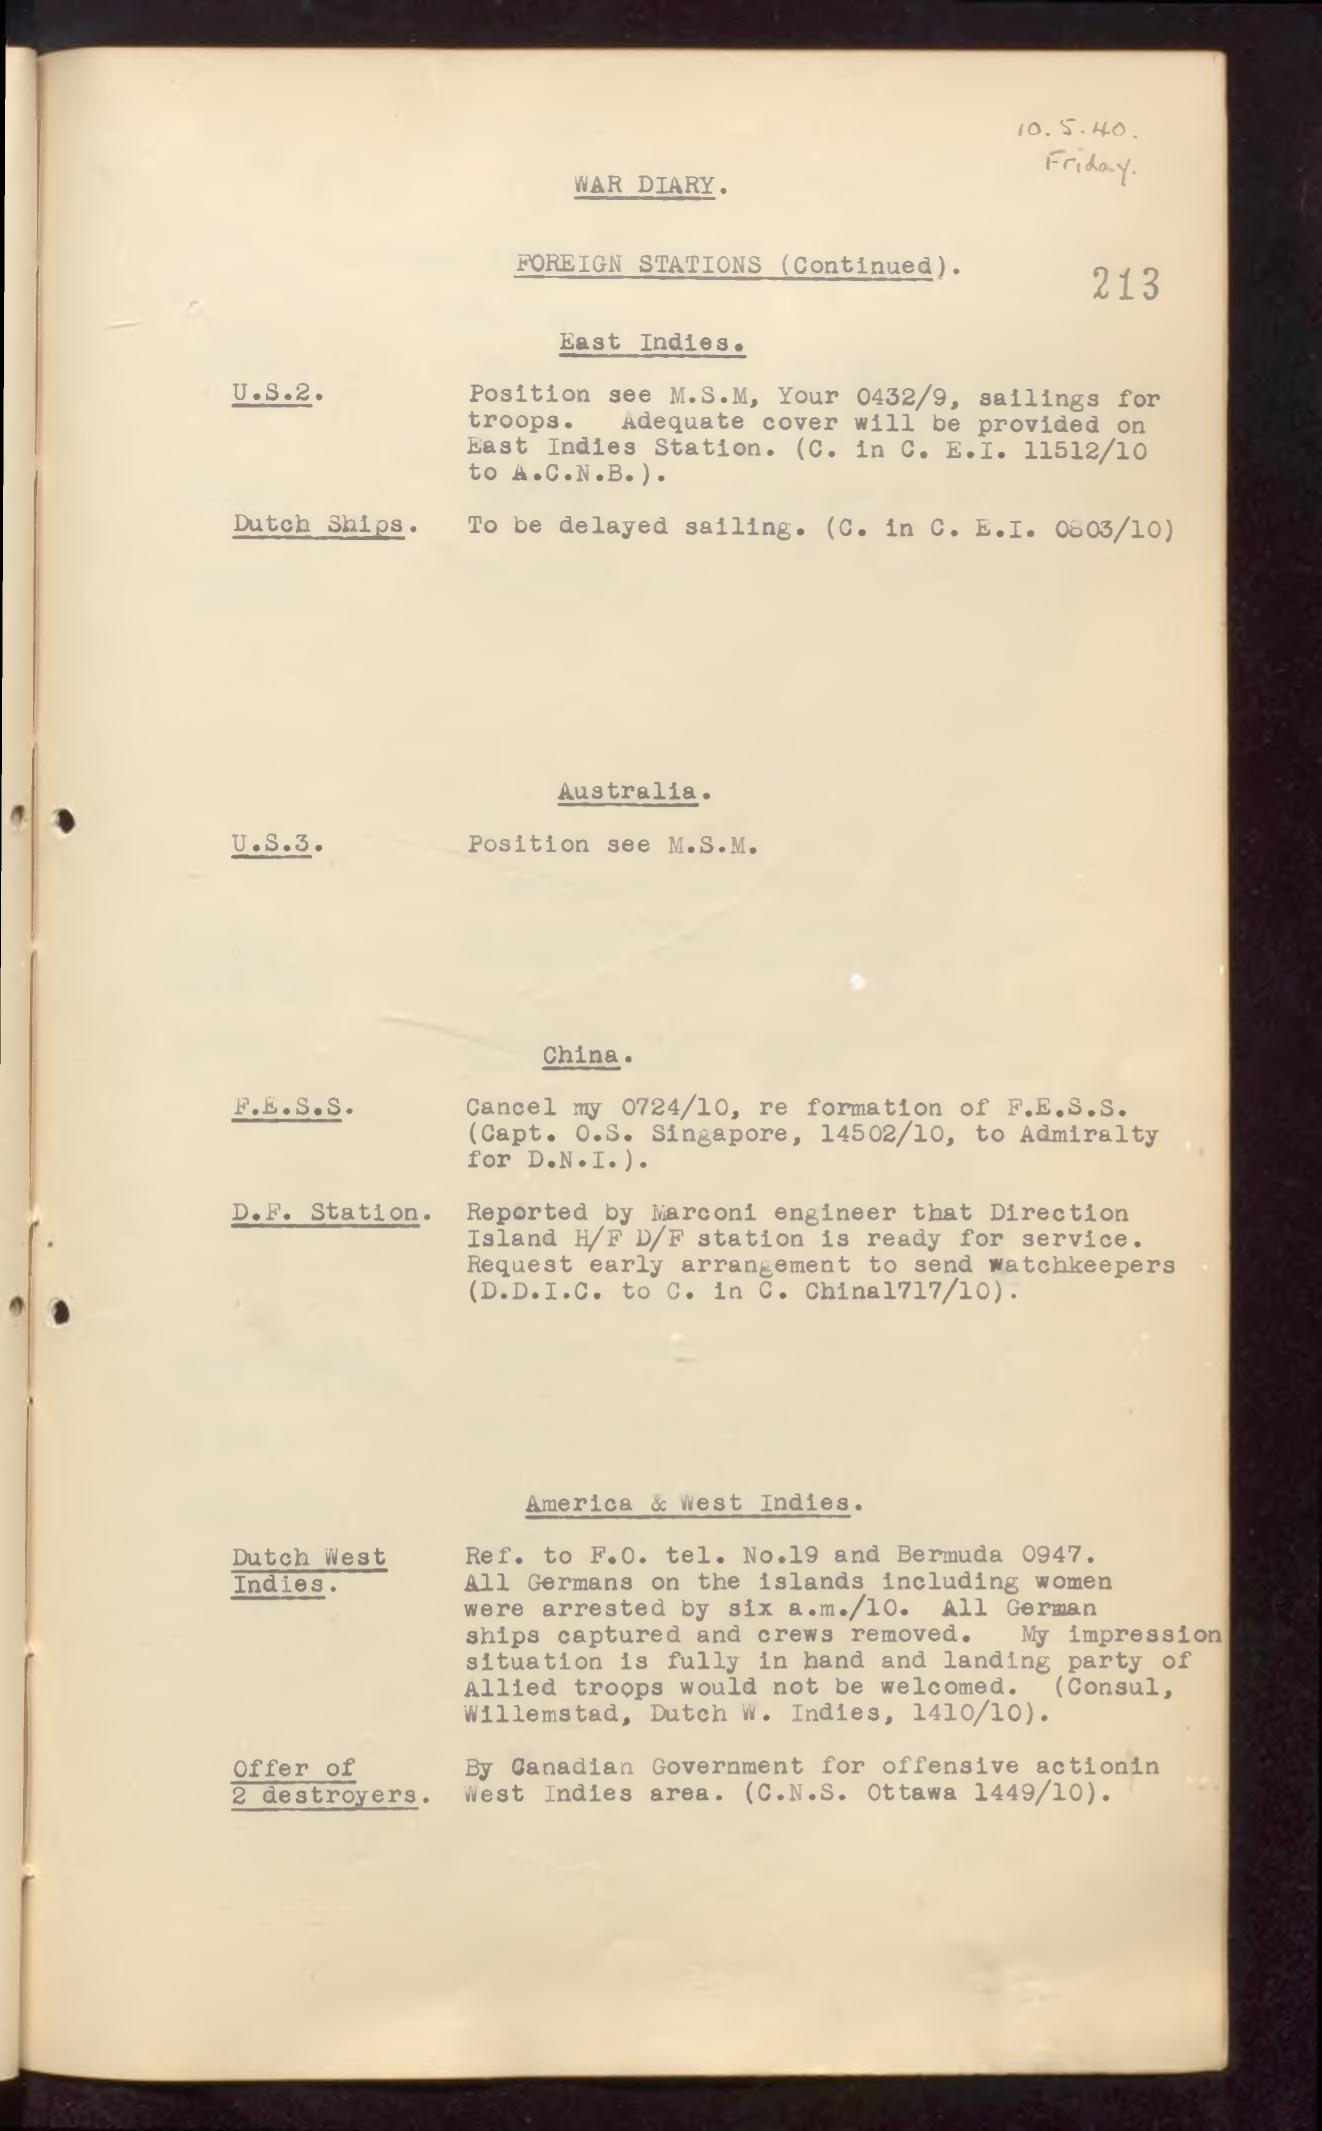 10.5.40.
Friday.
WAR DIARY.
FOREIGN STATIONS (Continued).
213
East Indies.
U.S.2. Position see M.S.M, Your 0432/9, sailings for
troops. Adequate cover will be provided on
East Indies Station. (C. in C. E.I. 11512/10
to A.C.N.B.).
Dutch Ships. To be delayed sailing. (C. in C. E.I. 0803/10)
Australia.
U.S.3. Position see M.S.M.
China.
F.E.S.S. Cancel my 0724/10, re formation of F.E.S.S.
(Capt. O.S. Singapore, 14502/10, to Admiralty
for D.N.I.).
D.F. Station. Reported by Marconi engineer that Direction
Island H/F D/F station is ready for service.
Request early arrangement to send watchkeepers
(D.D.I.C. to C. in C. China1717/10).
America & West Indies.
Dutch West Ref. to F.O. tel. No.19 and Bermuda 0947.
Indies. All Germans on the islands including women
were arrested by six a.m./10. All German
ships captured and crews removed. My impression
situation is fully in hand and landing party of
Allied troops would not be welcomed. (Consul,
Willemstad, Dutch W. Indies, 1410/10).
Offer of By Canadian Government for offensive actionin
2 destroyers. West Indies area. (C.N.S. Ottawa 1449/10).